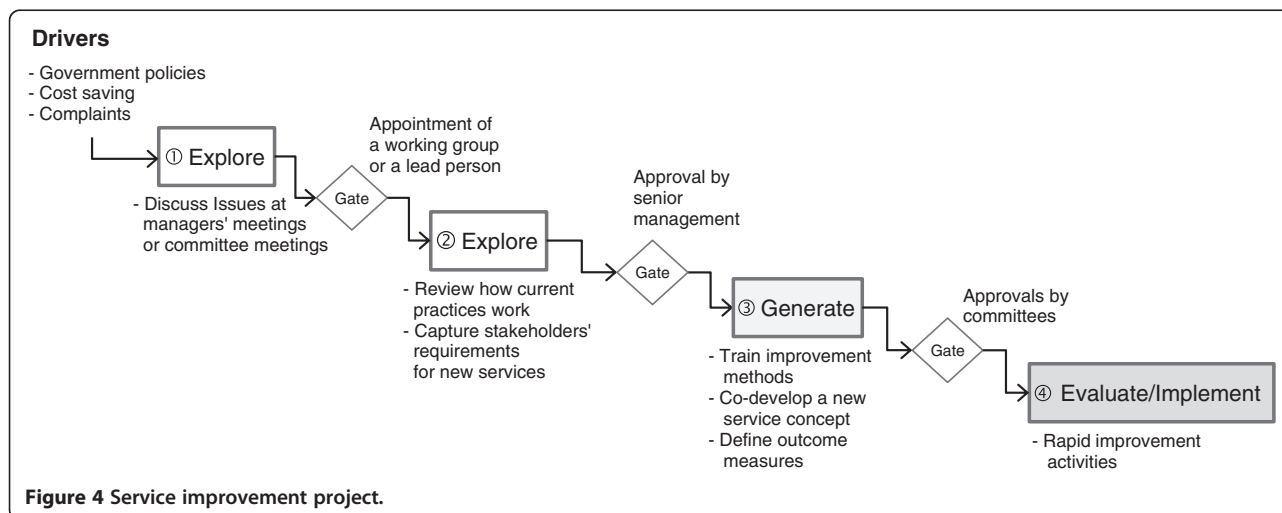 Drivers
- Government policies
- Cost saving
- Complaints
① Explore
- Discuss Issues at
managers' meetings
or committee meetings
Gate
Appointment of
a working group
or a lead person
② Explore
- Review how current
practices work
- Capture stakeholders'
requirements
for new services
Gate
Approval by
senior
management
③ Generate
- Train improvement
methods
- Co-develop a new
service concept
- Define outcome
measures
Gate
Approvals by
committees
④ Evaluate/Implement
- Rapid improvement
activities
Figure 4 Service improvement project.